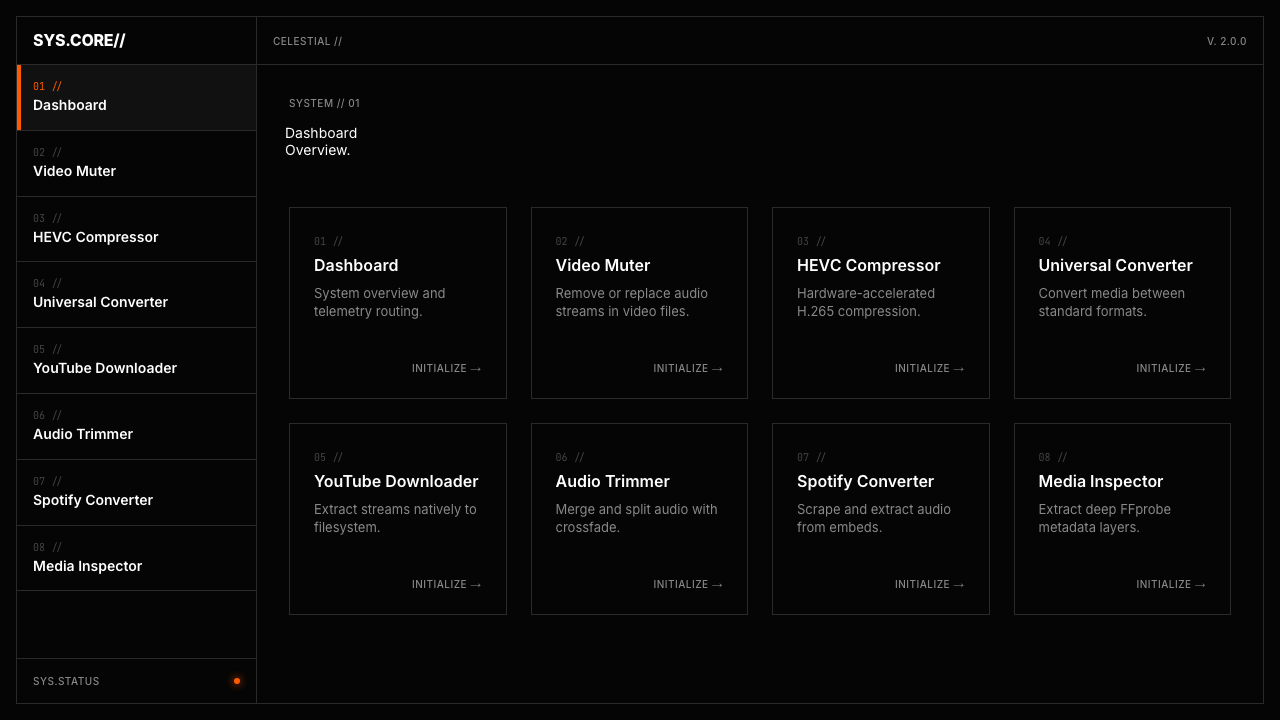 SYS.CORE//
01 //
Dashboard
02 //
Video Muter
03 //
HEVC Compressor
04 //
Universal Converter
05 //
YouTube Downloader
06 //
Audio Trimmer
07 //
Spotify Converter
08 //
Media Inspector
SYS.STATUS
CELESTIAL //
V. 2.0.0
SYSTEM // 01
Dashboard
Overview.
01 //
Dashboard
System overview and
telemetry routing.
INITIALIZE →
02 //
Video Muter
Remove or replace audio
streams in video files.
INITIALIZE →
03 //
HEVC Compressor
Hardware-accelerated
H.265 compression.
INITIALIZE →
04 //
Universal Converter
Convert media between
standard formats.
INITIALIZE →
05 //
YouTube Downloader
Extract streams natively to
filesystem.
INITIALIZE →
06 //
Audio Trimmer
Merge and split audio with
crossfade.
INITIALIZE →
07 //
Spotify Converter
Scrape and extract audio
from embeds.
INITIALIZE →
08 //
Media Inspector
Extract deep FFprobe
metadata layers.
INITIALIZE →